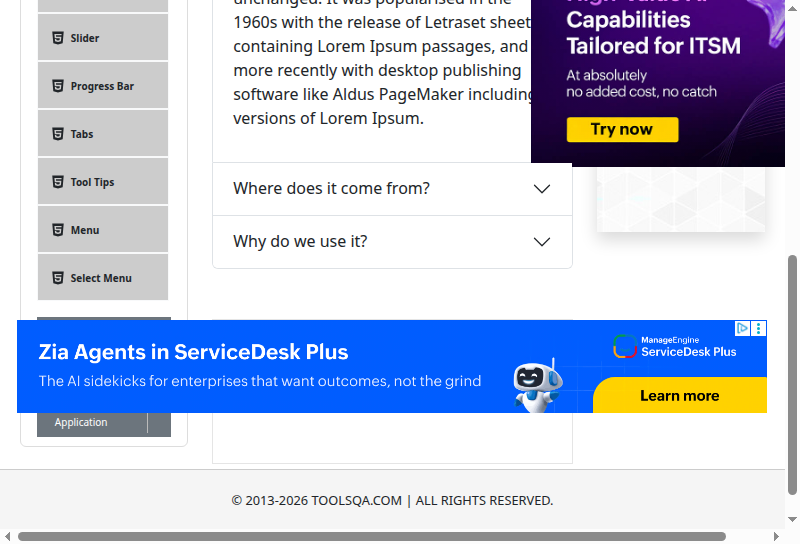 Slider
Progress Bar
Tabs
Tool Tips
Menu
Select Menu
Application
1960s with the release of Letraset sheet
containing Lorem Ipsum passages, and
more recently with desktop publishing
software like Aldus PageMaker including
versions of Lorem Ipsum.
Where does it come from?
Why do we use it?
Capabilities
Tailored for ITSM
At absolutely
no added cost, no catch
Try now
Zia Agents in ServiceDesk Plus
The AI sidekicks for enterprises that want outcomes, not the grind
ManageEngine
ServiceDesk Plus
Learn more
© 2013-2026 TOOLSQA.COM | ALL RIGHTS RESERVED.